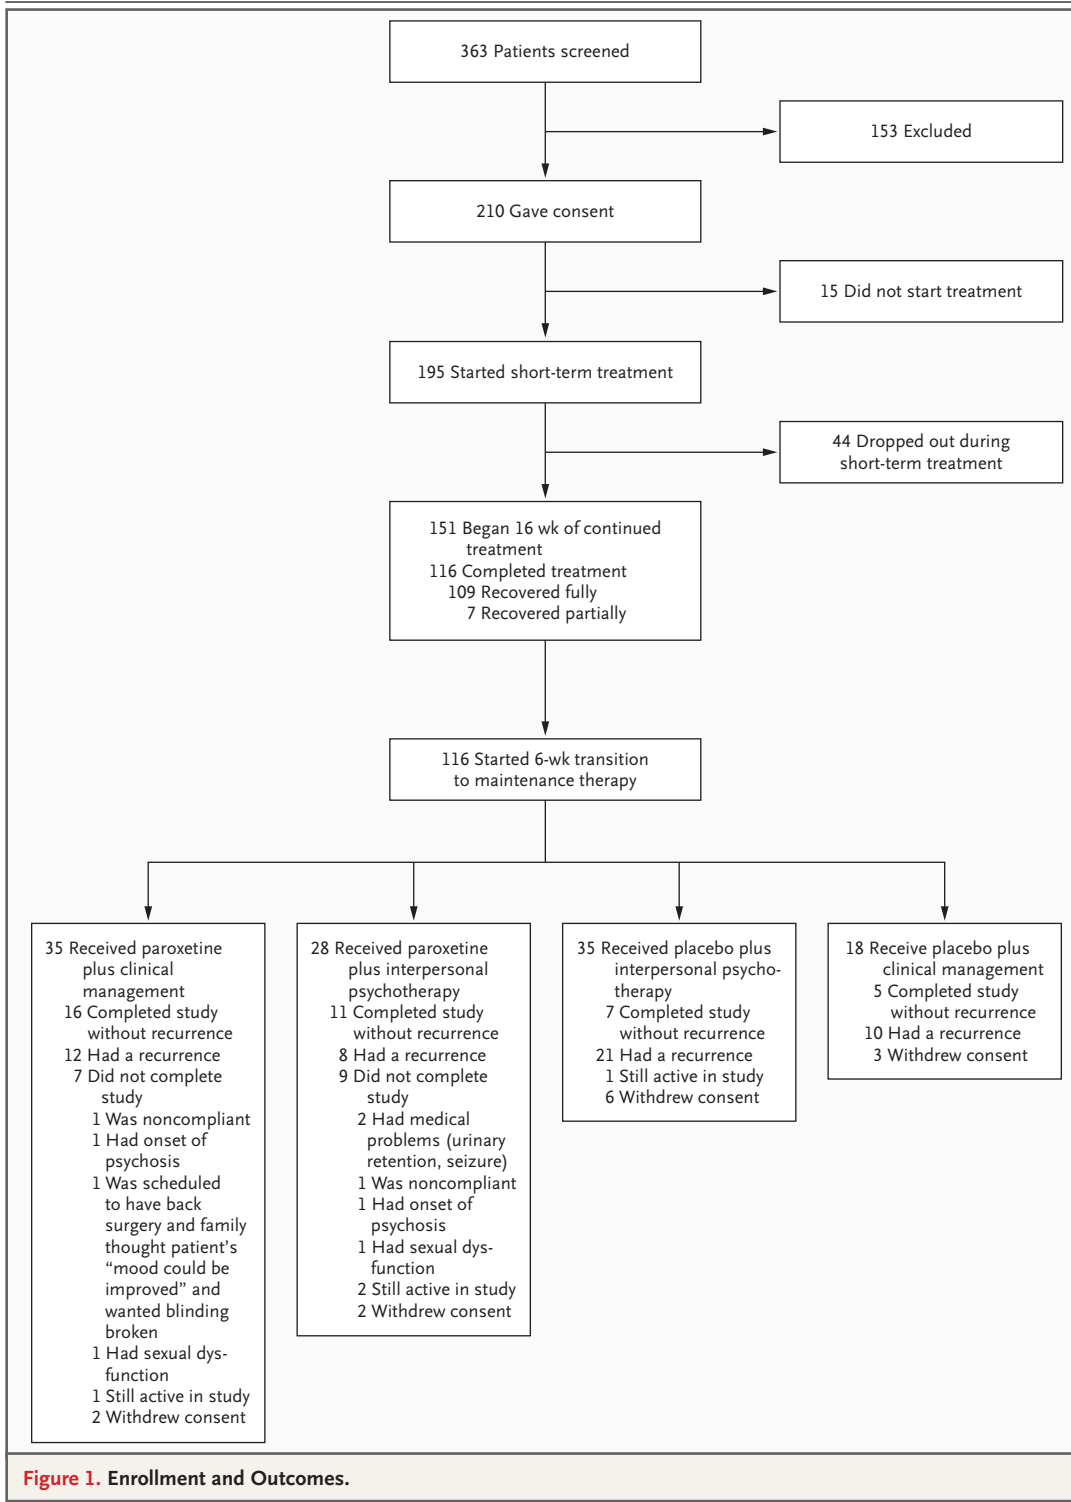 363 Patients screened
153 Excluded
210 Gave consent
15 Did not start treatment
195 Started short-term treatment
44 Dropped out during
short-term treatment
151 Began 16 wk of continued
treatment
116 Completed treatment
109 Recovered fully
7 Recovered partially
116 Started 6-wk transition
to maintenance therapy
35 Received paroxetine
plus clinical
management
16 Completed study
without recurrence
12 Had a recurrence
7 Did not complete
study
1 Was noncompliant
1 Had onset of
psychosis
1 Was scheduled
to have back
surgery and family
thought patient’s
“mood could be
improved” and
wanted blinding
broken
1 Had sexual dys-
function
1 Still active in study
2 Withdrew consent
28 Received paroxetine
plus interpersonal
psychotherapy
11 Completed study
without recurrence
8 Had a recurrence
9 Did not complete
study
2 Had medical
problems (urinary
retention, seizure)
1 Was noncompliant
1 Had onset of
psychosis
1 Had sexual dys-
function
2 Still active in study
2 Withdrew consent
35 Received placebo plus
interpersonal psycho-
therapy
7 Completed study
without recurrence
21 Had a recurrence
1 Still active in study
6 Withdrew consent
18 Receive placebo plus
clinical management
5 Completed study
without recurrence
10 Had a recurrence
3 Withdrew consent
Figure 1. Enrollment and Outcomes.